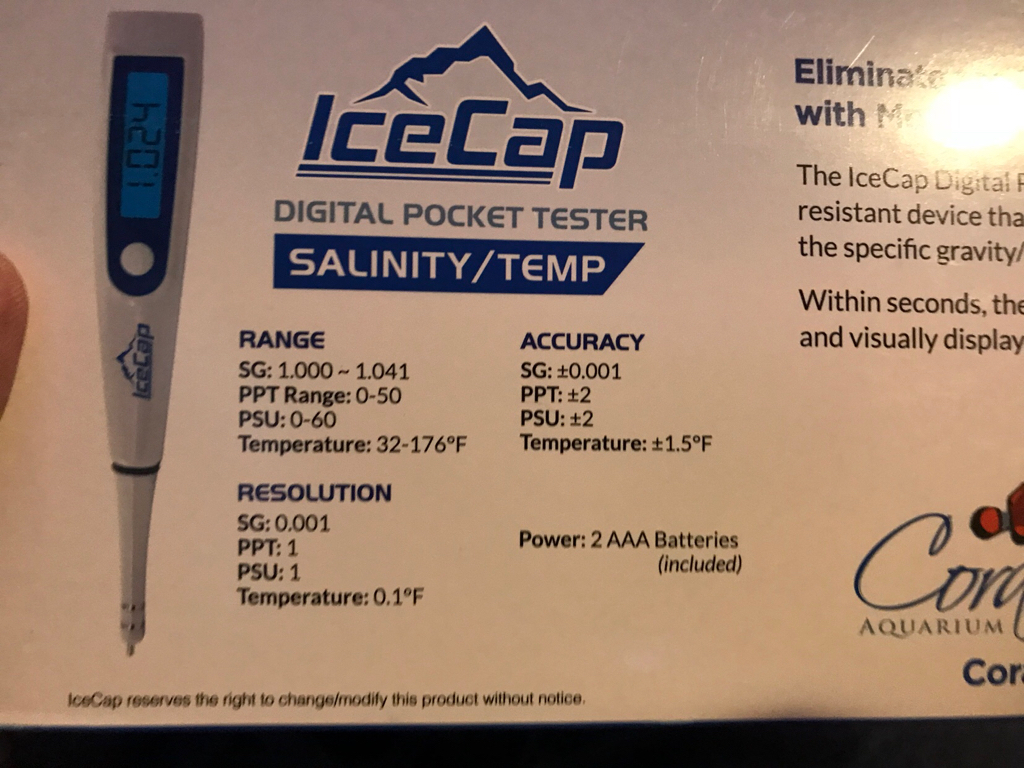 1.024
IceCap
IceCap
DIGITAL POCKET TESTER
SALINITY/TEMP
RANGE
SG: 1.000 ~ 1.041
PPT Range: 0-50
PSU: 0-60
Temperature: 32-176°F
ACCURACY
SG: ±0.001
PPT: ±2
PSU: ±2
Temperature: ±1.5°F
RESOLUTION
SG: 0.001
PPT: 1
PSU: 1
Temperature: 0.1°F
Power: 2 AAA Batteries
(included)
IceCap reserves the right to change/modify this product without notice.
Eliminate
with
The IceCap Digital
resistant device tha
the specific gravity/
Within seconds, the
and visually display
Cora
AQUARIUM
Cora